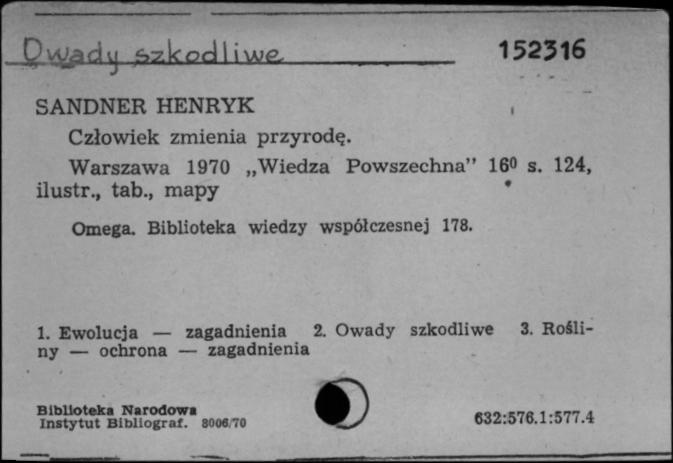 Owady szkodliwe
152316
SANDNER HENRYK
Człowiek zmienia przyrodę.
Warszawa 1970 „Wiedza Powszechna” 16⁰ s. 124,
ilustr., tab., mapy
Omega. Biblioteka wiedzy współczesnej 178.
1. Ewolucja — zagadnienia 2. Owady szkodliwe 3. Rośli-
ny — ochrona — zagadnienia
Biblioteka Narodowa
Instytut Bibliograf. 8006/70
632:576.1:577.4